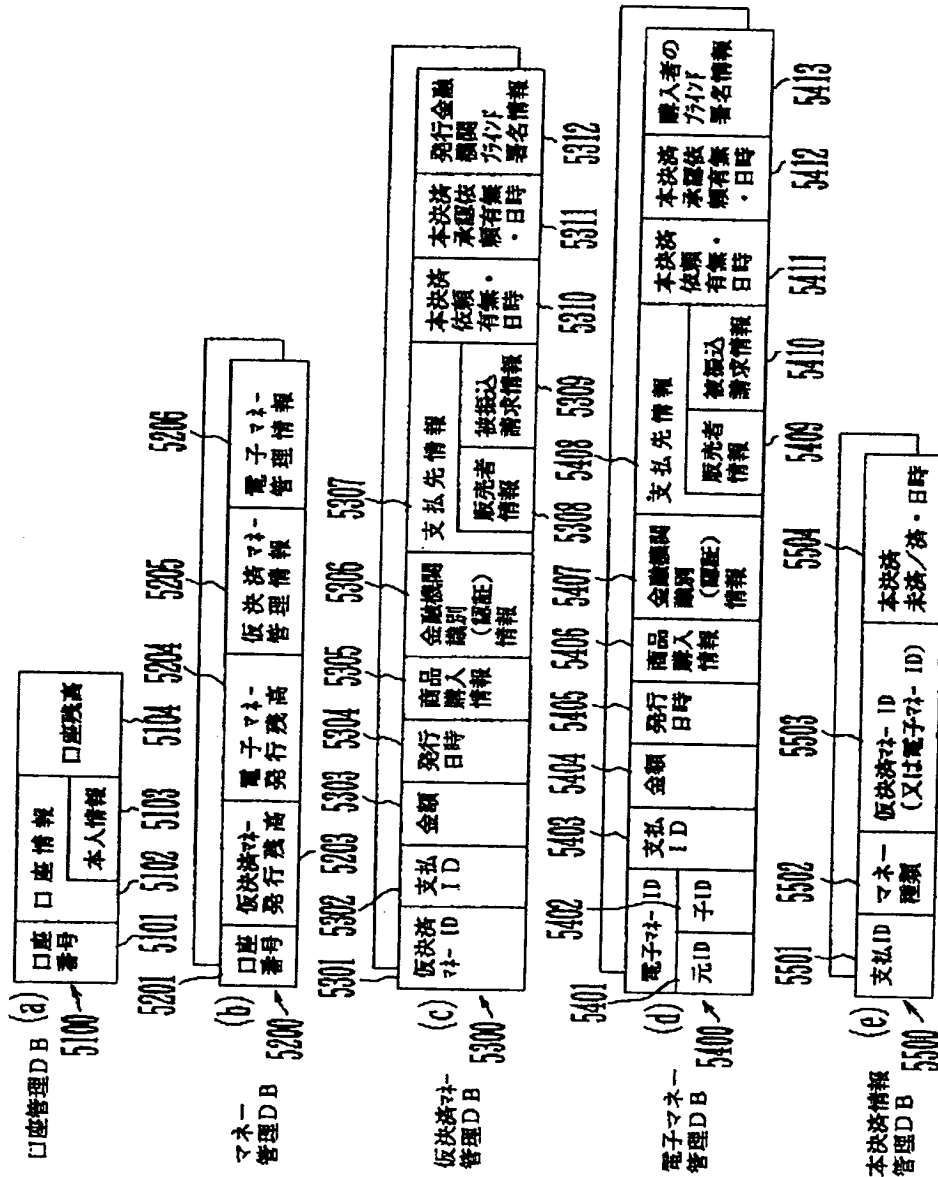 口座管理DB (a)
5100
5101
5102
5103
5104
口座
番号
口座情報
本人情報
口座残高
マネー
管理DB
(b)
5200
5201
5203
5204
5205
5206
口座
番号
仮決済マネー
発行残高
電子マネー
発行残高
仮決済マネー
管理情報
電子マネー
管理情報
仮決済マネー
管理DB
(c)
5300
5301
5302
5303
5304
5305
5306
5307
5308
5309
5310
5311
5312
仮決済
マネー ID
支払
ID
金額
発行
日時
商品
購入
情報
金融機関
識別
(認証)
情報
支払先情報
販売者
情報
被振込
請求情報
本決済
依頼
有無・
日時
本決済
承認依
頼有無
・日時
発行金融
機関
ブラインド
署名情報
電子マネー
管理DB
(d)
5400
5401
5402
5403
5404
5405
5406
5407
5408
5409
5410
5411
5412
5413
電子マネー ID
元ID
子ID
支払
ID
金額
発行
日時
商品
購入
情報
金融機関
識別
(認証)
情報
支払先情報
販売者
情報
被振込
請求情報
本決済
依頼
有無・
日時
本決済
承認依
頼有無
・日時
購入者の
ブラインド
署名情報
本決済情報
管理DB
(e)
5500
5501
5502
5503
5504
支払ID
マネー
種類
仮決済マネー ID
(又は電子マネー ID)
本決済
未済/済・日時